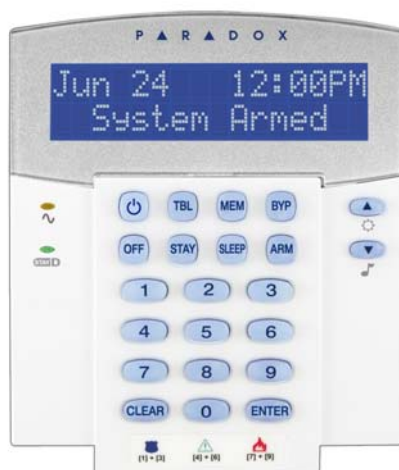 PARADOX
Jun 24 12:00PM
System Armed
TBL MEM BYP
OFF STAY SLEEP ARM
1 2 3
4 5 6
7 8 9
CLEAR 0 ENTER
STAY D
[1] + [3] [4] + [6] [7] + [9]